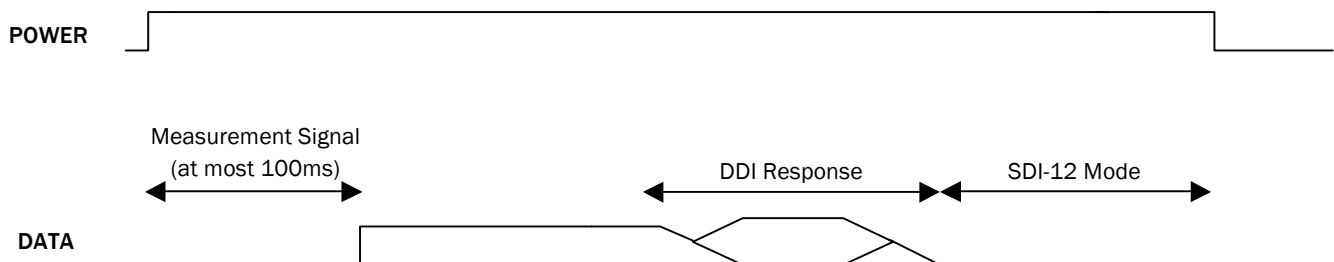 POWER
Measurement Signal
(at most 100ms)
DDI Response
SDI-12 Mode
DATA